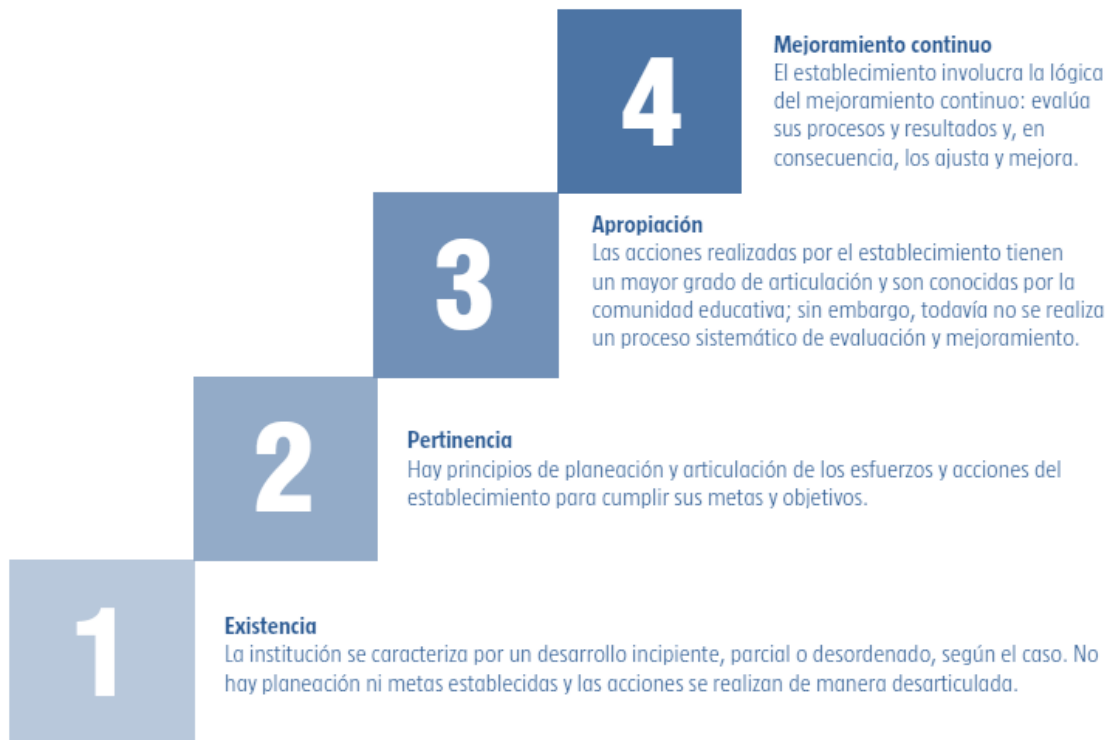 4
Mejoramiento continuo
El establecimiento involucra la lógica
del mejoramiento continuo: evalúa
sus procesos y resultados y, en
consecuencia, los ajusta y mejora.
3
Apropiación
Las acciones realizadas por el establecimiento tienen
un mayor grado de articulación y son conocidas por la
comunidad educativa; sin embargo, todavía no se realiza
un proceso sistemático de evaluación y mejoramiento.
2
Pertinencia
Hay principios de planeación y articulación de los esfuerzos y acciones del
establecimiento para cumplir sus metas y objetivos.
1
Existencia
La institución se caracteriza por un desarrollo incipiente, parcial o desordenado, según el caso. No
hay planeación ni metas establecidas y las acciones se realizan de manera desarticulada.